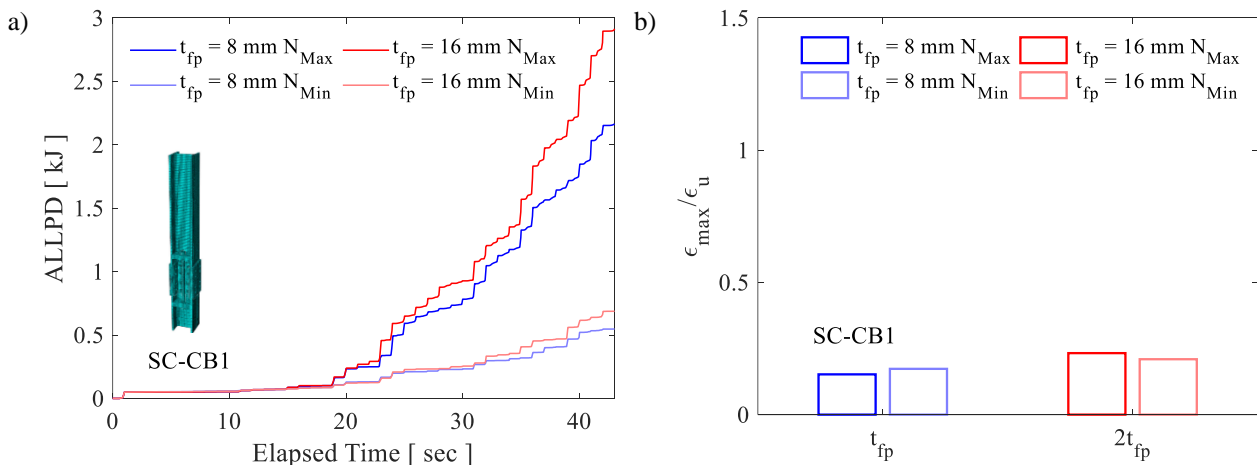 a)
3
2.5
2
1.5
1
0.5
0
ALLPD [ kJ ]
t_fp = 8 mm N_Max
t_fp = 16 mm N_Max
t_fp = 8 mm N_Min
t_fp = 16 mm N_Min
SC-CB1
0 10 20 30 40
Elapsed Time [ sec ]
b)
1.5
1
0.5
0
ϵ_max/ϵ_u
t_fp = 8 mm N_Max
t_fp = 16 mm N_Max
t_fp = 8 mm N_Min
t_fp = 16 mm N_Min
SC-CB1
t_fp 2t_fp